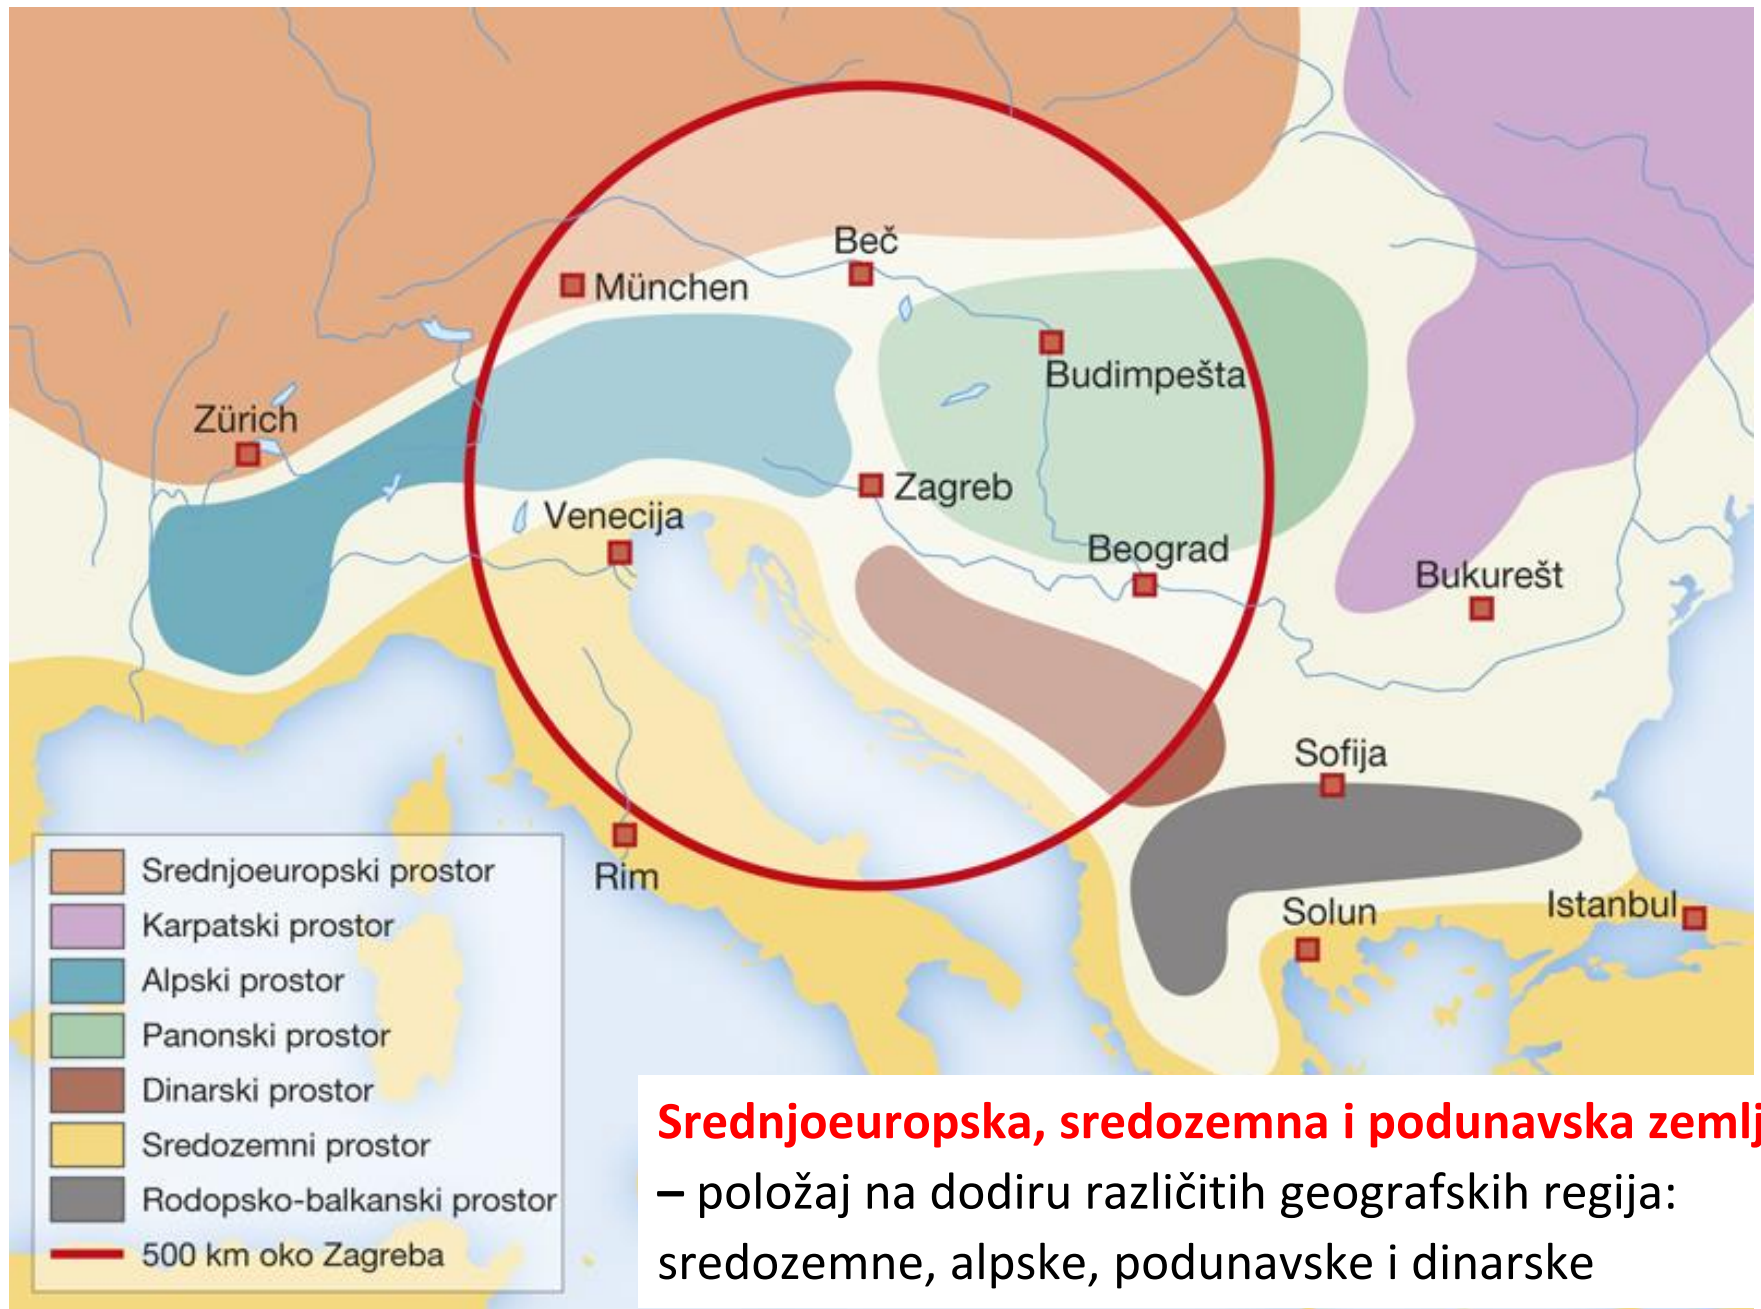 Beč
München
Budimpešta
Zürich
Zagreb
Venecija
Beograd
Bukurešt
Sofija
Rim
Solun
Istanbul
Srednjoeuropski prostor
Karpatski prostor
Alpski prostor
Panonski prostor
Dinarski prostor
Sredozemni prostor
Rodopsko-balkanski prostor
500 km oko Zagreba
Srednjoeuropska, sredozemna i podunavska zemlj
– položaj na dodiru različitih geografskih regija:
sredozemne, alpske, podunavske i dinarske